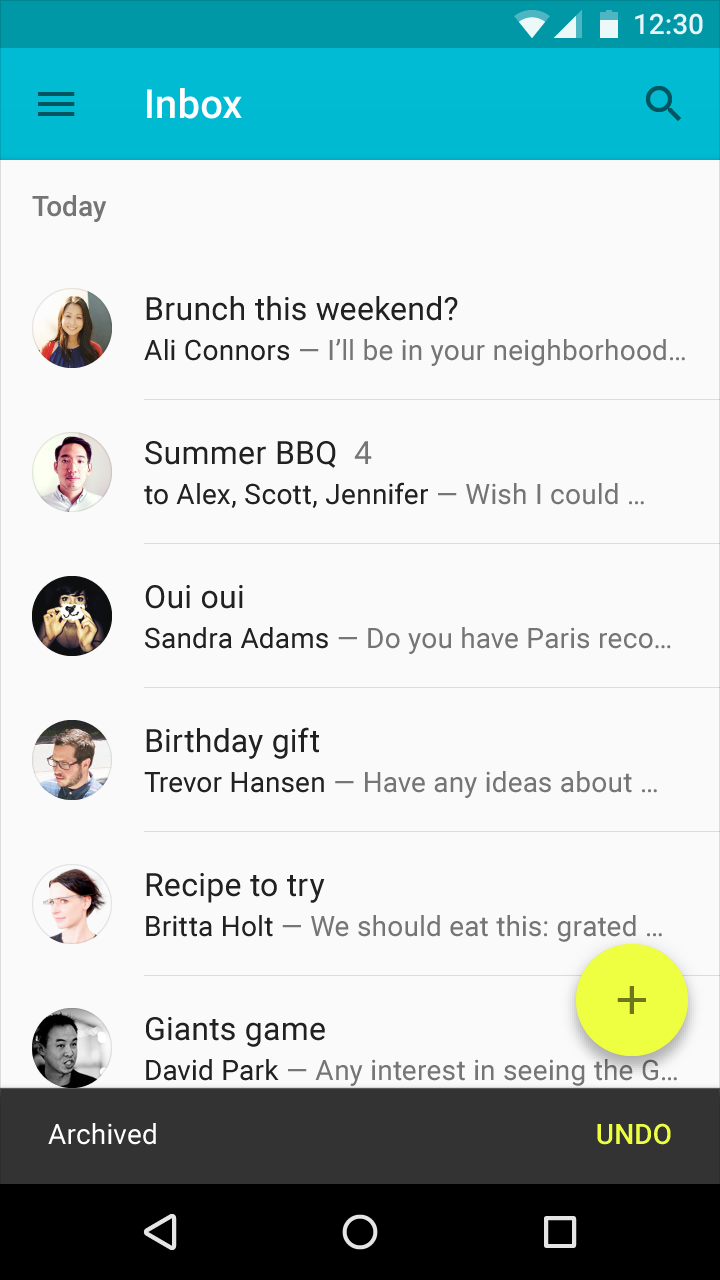 12:30
Inbox
Today
Brunch this weekend?
Ali Connors — I’ll be in your neighborhood…
Summer BBQ 4
to Alex, Scott, Jennifer — Wish I could …
Oui oui
Sandra Adams — Do you have Paris reco…
Birthday gift
Trevor Hansen — Have any ideas about …
Recipe to try
Britta Holt — We should eat this: grated …
Giants game
David Park — Any interest in seeing the G…
Archived UNDO